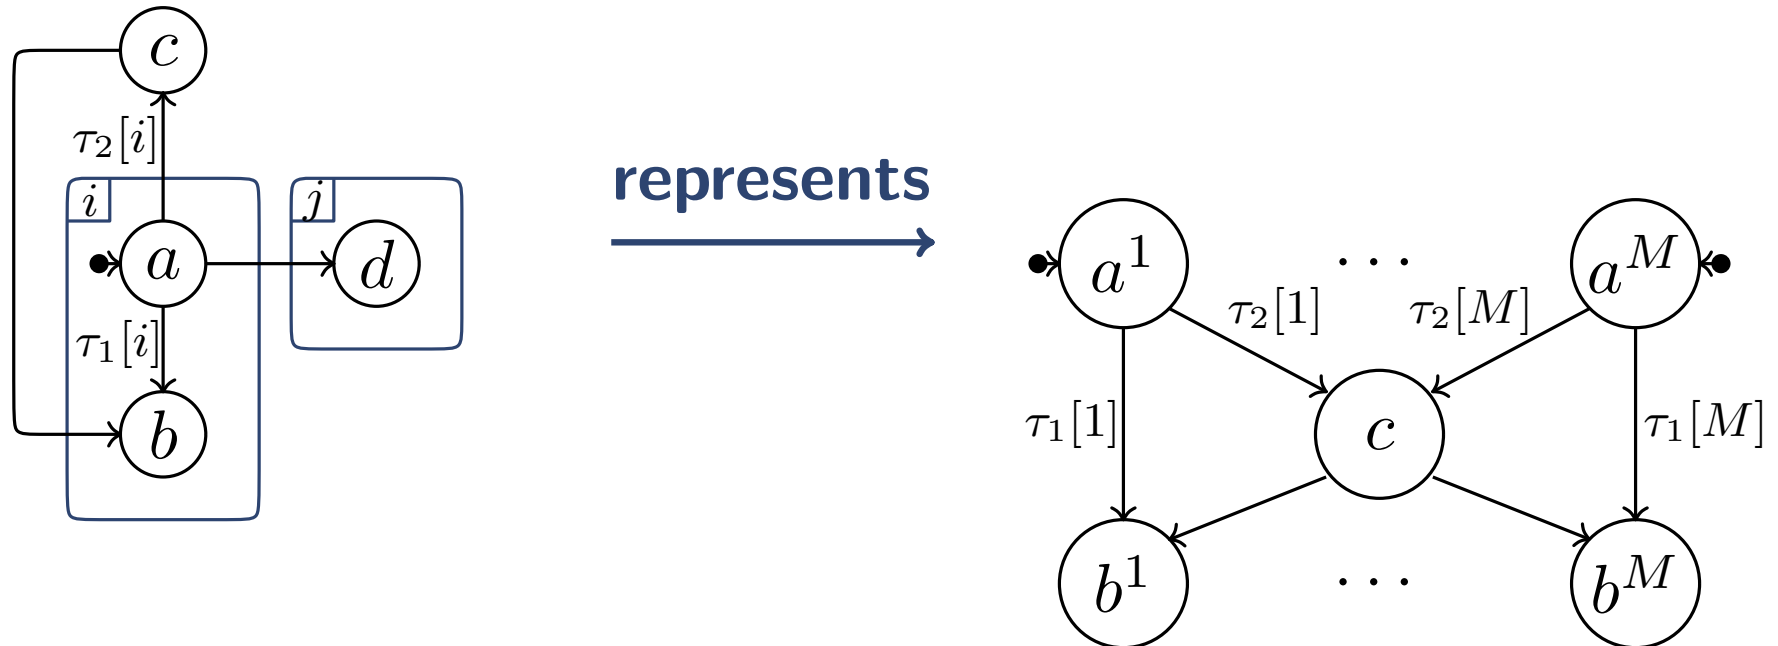 c
τ₂[i]
i
j
a
d
τ₁[i]
b
represents
a¹
···
aᴹ
τ₂[1]
τ₂[M]
τ₁[1]
c
τ₁[M]
b¹
···
bᴹ